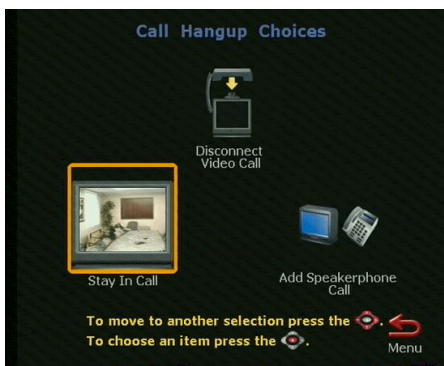 Call Hangup Choices
Disconnect
Video Call
Stay In Call
Add Speakerphone
Call
To move to another selection press the .
To choose an item press the .
Menu